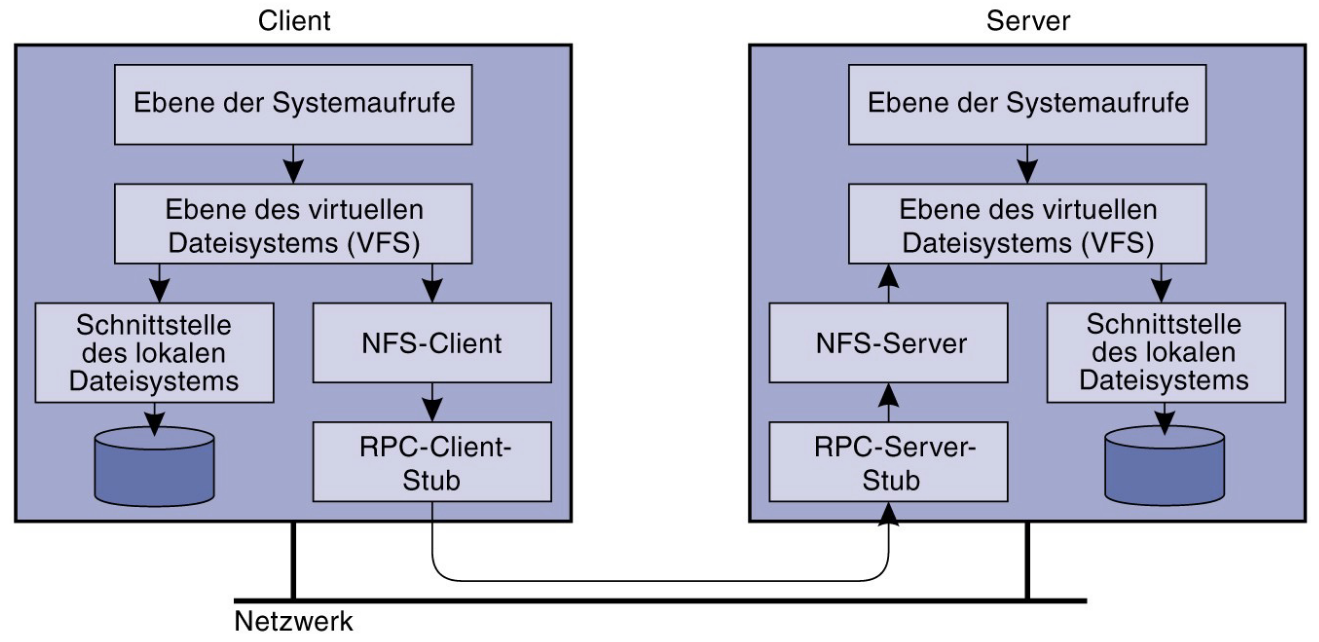 Client
Ebene der Systemaufrufe
Ebene des virtuellen
Dateisystems (VFS)
Schnittstelle
des lokalen
Dateisystems
NFS-Client
RPC-Client-
Stub
Server
Ebene der Systemaufrufe
Ebene des virtuellen
Dateisystems (VFS)
NFS-Server
RPC-Server-
Stub
Schnittstelle
des lokalen
Dateisystems
Netzwerk